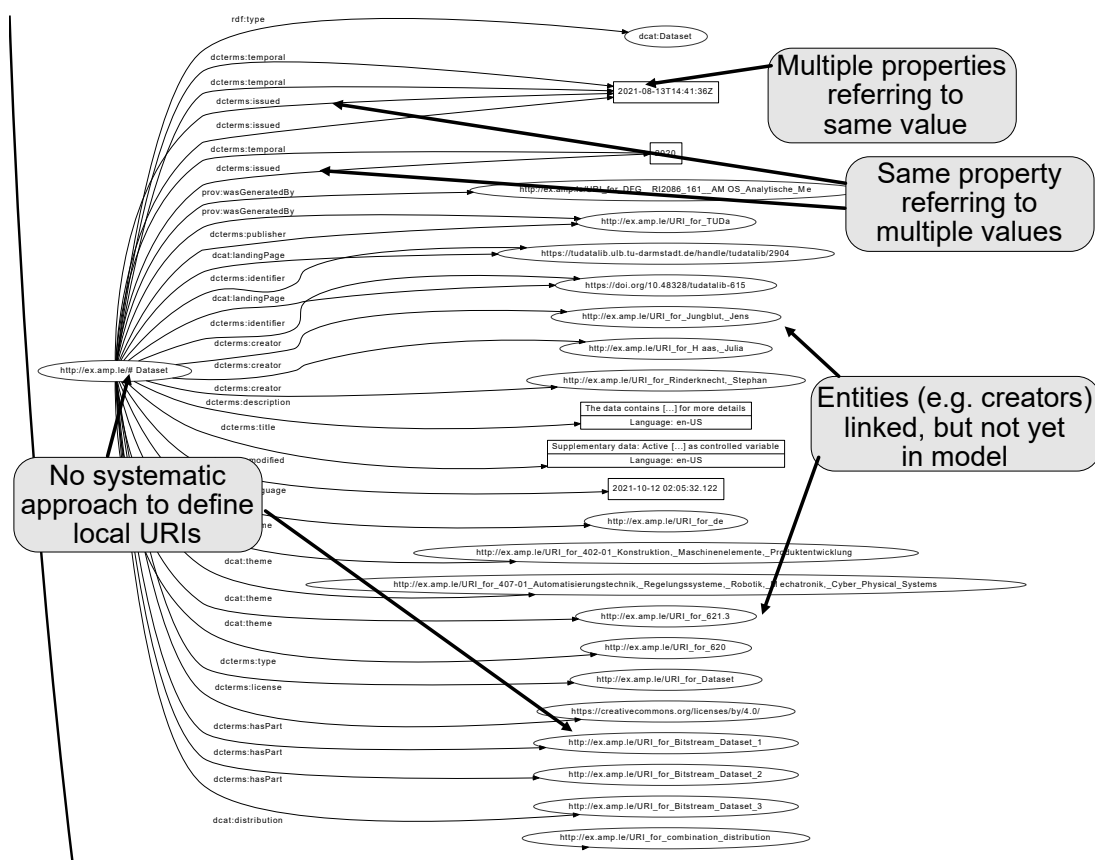 rdf:type
dcat:Dataset
dcterms:temporal
Multiple properties
referring to
same value
dcterms:temporal
2021-08-13T14:41:36Z
dcterms:issued
dcterms:issued
dcterms:temporal
2020
dcterms:issued
Same property
referring to
multiple values
prov:wasGeneratedBy
http://ex.amp.le/URI_for_DFG__RI2086_161__AM OS_Analytische_Me
prov:wasGeneratedBy
http://ex.amp.le/URI_for_TUDa
dcterms:publisher
https://tudatalib.ulb.tu-darmstadt.de/handle/tudatalib/2904
dcat:landingPage
dcterms:identifier
https://doi.org/10.48328/tudatalib-615
dcat:landingPage
http://ex.amp.le/URI_for_Jungblut,_Jens
dcterms:identifier
dcterms:creator
http://ex.amp.le/URI_for_H aas,_Julia
dcterms:creator
http://ex.amp.le/# Dataset
http://ex.amp.le/URI_for_Rinderknecht,_Stephan
dcterms:creator
dcterms:description
The data contains [...] for more details
Language: en-US
Entities (e.g. creators)
linked, but not yet
in model
dcterms:title
Supplementary data: Active [...] as controlled variable
Language: en-US
modified
No systematic
approach to define
local URIs
2021-10-12 02:05:32.122
guage
http://ex.amp.le/URI_for_de
me
http://ex.amp.le/URI_for_402-01_Konstruktion,_Maschinenelemente,_Produktentwicklung
dcat:theme
http://ex.amp.le/URI_for_407-01_Automatisierungstechnik,_Regelungssysteme,_Robotik,_Mechatronik,_Cyber_Physical_Systems
dcat:theme
http://ex.amp.le/URI_for_621.3
dcat:theme
http://ex.amp.le/URI_for_620
dcterms:type
http://ex.amp.le/URI_for_Dataset
dcterms:license
https://creativecommons.org/licenses/by/4.0/
dcterms:hasPart
http://ex.amp.le/URI_for_Bitstream_Dataset_1
dcterms:hasPart
http://ex.amp.le/URI_for_Bitstream_Dataset_2
dcterms:hasPart
http://ex.amp.le/URI_for_Bitstream_Dataset_3
dcat:distribution
http://ex.amp.le/URI_for_combination_distribution